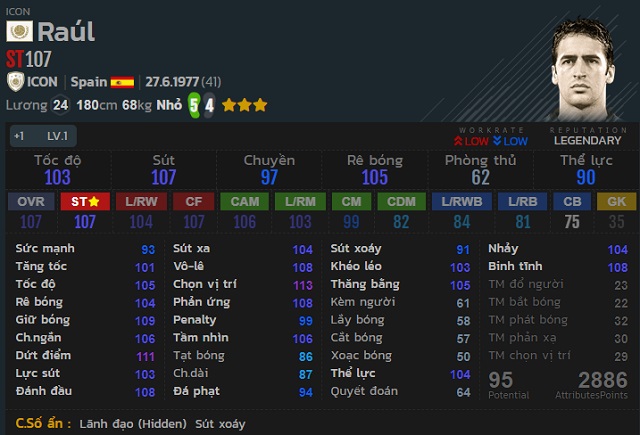 ICON
Raúl
ST107
ICON Spain 27.6.1977(41)
Lương 24 180cm 68kg Nhỏ 5 4
+1 LV.1
WORKRATE
LOW LOW
REPUTATION
LEGENDARY
Tốc độ Sút Chuyền Rê bóng Phòng thủ Thể lực
103 107 97 105 62 90
OVR ST L/RW CF CAM L/RM CM CDM L/RWB L/RB CB GK
107 107 104 107 106 103 99 82 84 81 75 35
Sức mạnh 93 Sút xa 104 Sút xoáy 91 Nhảy 104
Tăng tốc 101 Vô-lê 108 Khéo léo 103 Bình tĩnh 108
Tốc độ 105 Chọn vị trí 113 Thăng bằng 105 TM đổ người 23
Rê bóng 104 Phản ứng 108 Kèm người 61 TM bắt bóng 22
Giữ bóng 109 Penalty 99 Lấy bóng 58 TM phát bóng 32
Ch.ngắn 106 Tầm nhìn 106 Cắt bóng 57 TM phản xạ 30
Dứt điểm 111 Tạt bóng 86 Xoạc bóng 50 TM chọn vị trí 29
Lực sút 103 Ch.dài 87 Thể lực 104
Đánh đầu 108 Đá phạt 94 Quyết đoán 64
95 2886
Potential AttributesPoints
C.Số ẩn : Lãnh đạo (Hidden) Sút xoáy